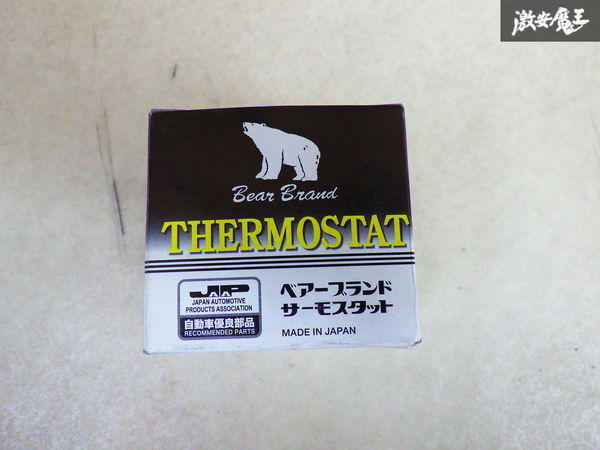 激安魔王
Bear Brand
THERMOSTAT
JAPA
JAPAN AUTOMOTIVE
PRODUCTS ASSOCIATION
自動車優良部品
RECOMMENDED PARTS
ベアーブランド
サーモスタット
MADE IN JAPAN